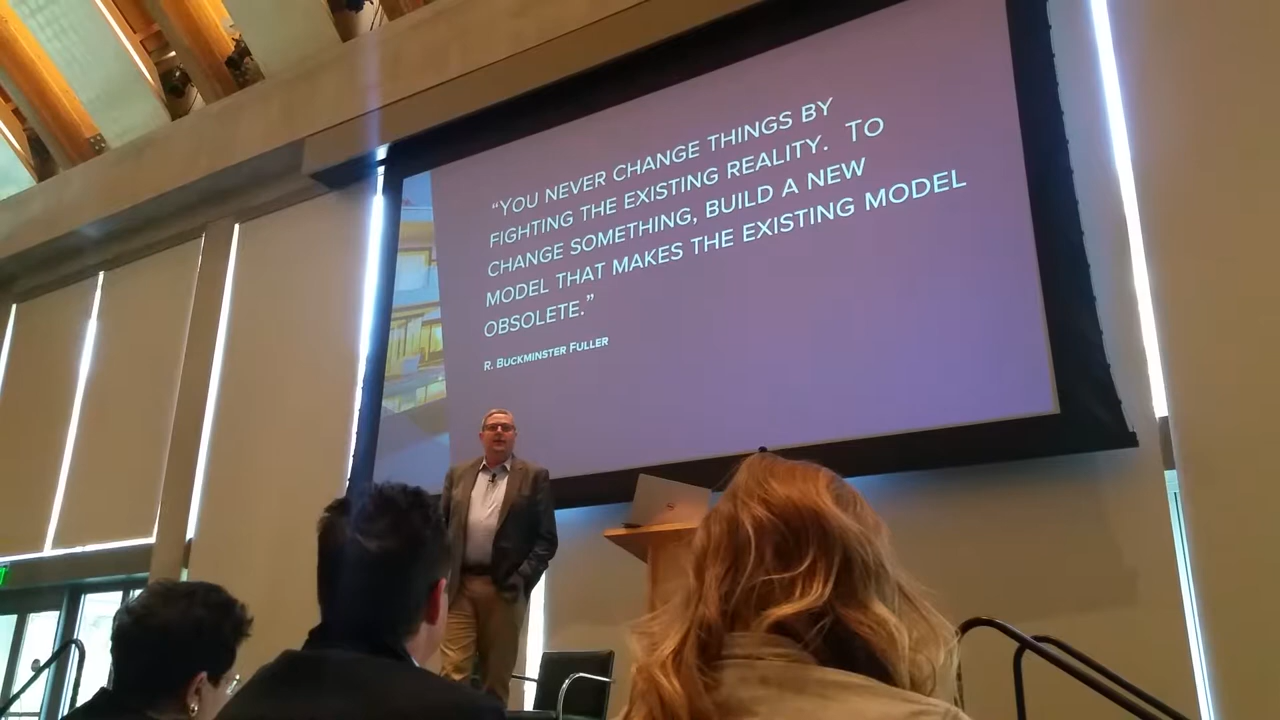 “YOU NEVER CHANGE THINGS BY
FIGHTING THE EXISTING REALITY. TO
CHANGE SOMETHING, BUILD A NEW
MODEL THAT MAKES THE EXISTING MODEL
OBSOLETE.”
R. BUCKMINSTER FULLER